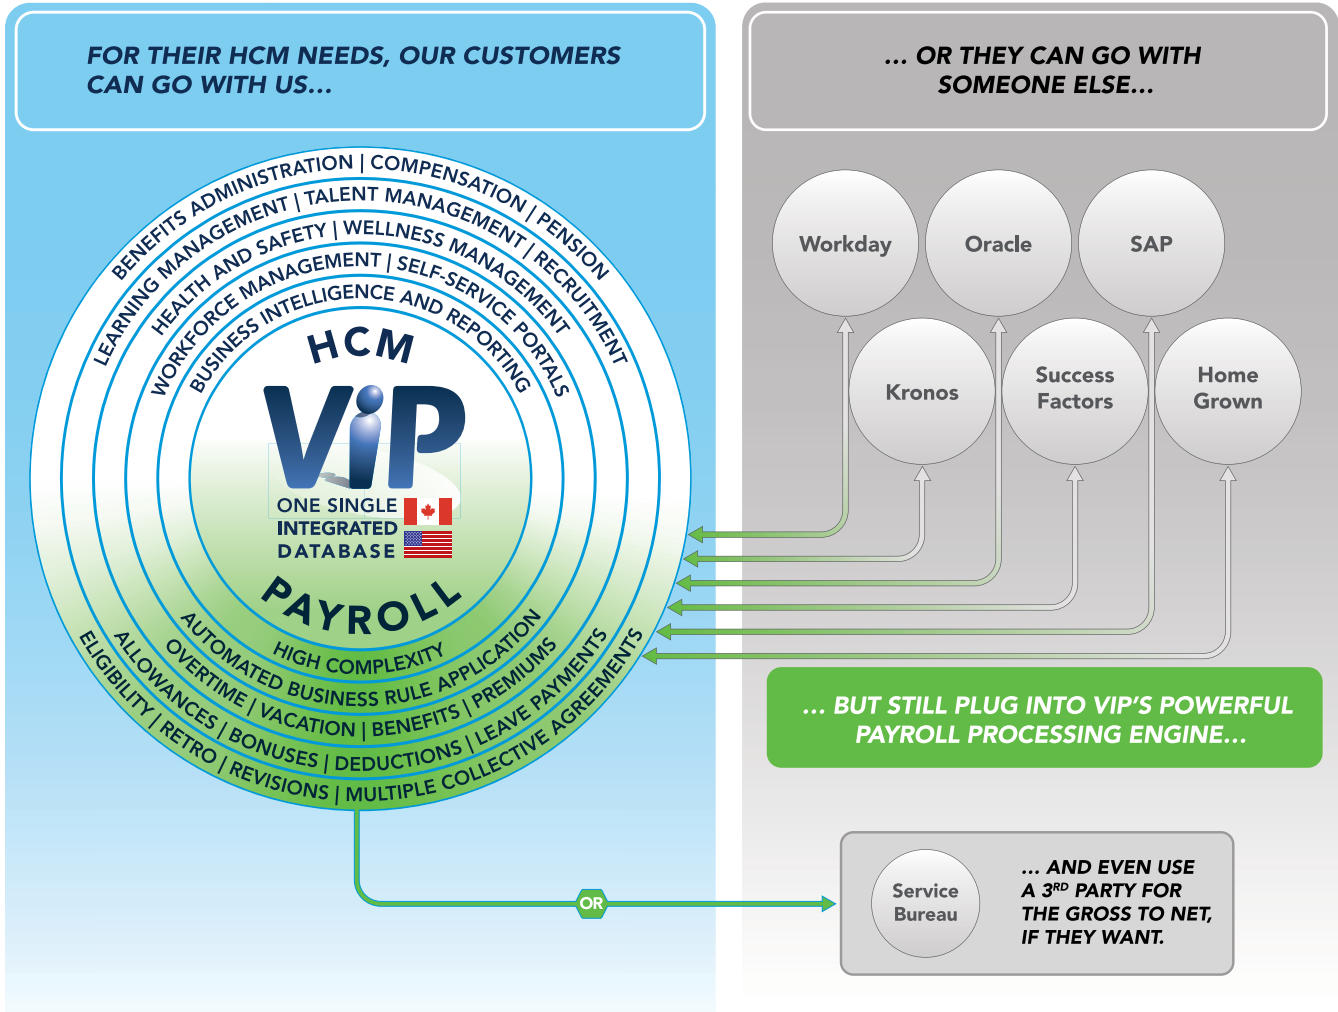 FOR THEIR HCM NEEDS, OUR CUSTOMERS
CAN GO WITH US...
BENEFITS ADMINISTRATION | COMPENSATION | PENSION
LEARNING MANAGEMENT | TALENT MANAGEMENT | RECRUITMENT
HEALTH AND SAFETY | WELLNESS MANAGEMENT
WORKFORCE MANAGEMENT | SELF-SERVICE PORTALS
BUSINESS INTELLIGENCE AND REPORTING
HCM
ViP
ONE SINGLE
INTEGRATED
DATABASE
PAYROLL
HIGH COMPLEXITY
AUTOMATED BUSINESS RULE APPLICATION
OVERTIME | VACATION | BENEFITS | PREMIUMS
ALLOWANCES | BONUSES | DEDUCTIONS | LEAVE PAYMENTS
ELIGIBILITY | RETRO | REVISIONS | MULTIPLE COLLECTIVE AGREEMENTS
OR
... OR THEY CAN GO WITH
SOMEONE ELSE...
Workday
Oracle
SAP
Kronos
Success
Factors
Home
Grown
... BUT STILL PLUG INTO VIP'S POWERFUL
PAYROLL PROCESSING ENGINE...
Service
Bureau
... AND EVEN USE
A 3RD PARTY FOR
THE GROSS TO NET,
IF THEY WANT.